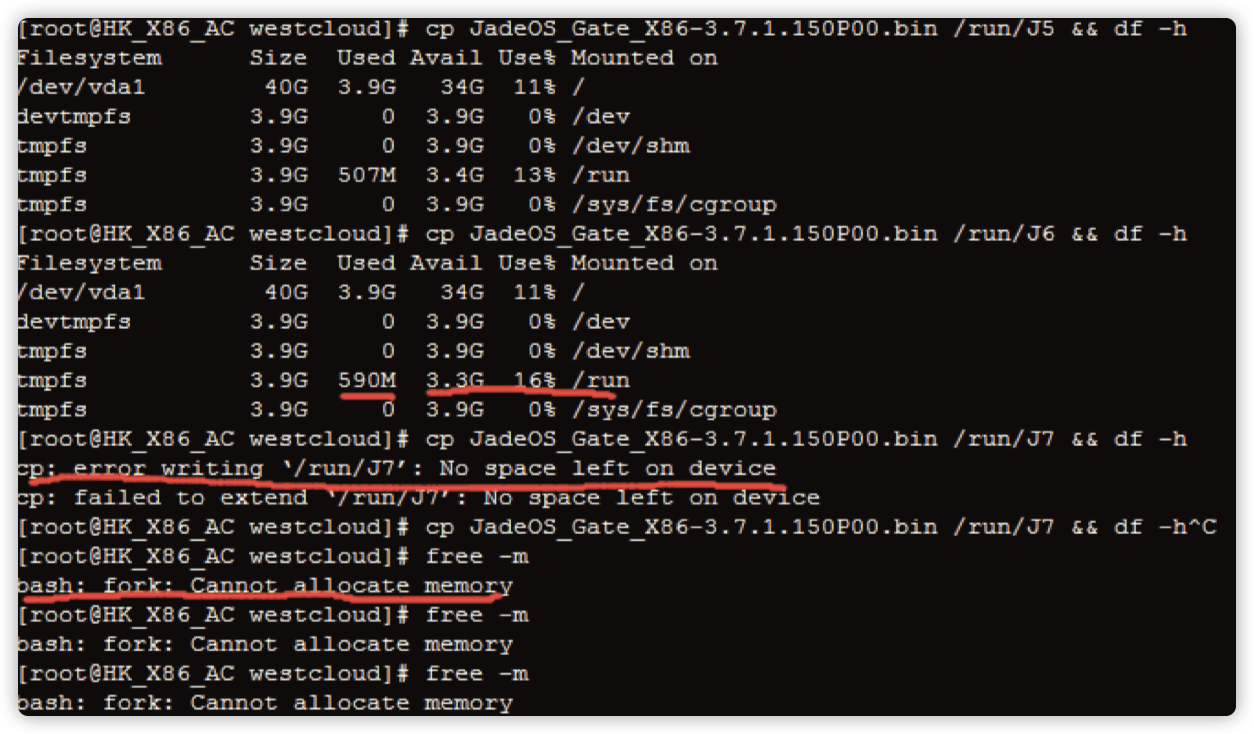 [root@HK_X86_AC westcloud]# cp JadeOS_Gate_X86-3.7.1.150P00.bin /run/J5 && df -h
Filesystem      Size  Used Avail Use% Mounted on
/dev/vda1        40G  3.9G   34G  11% /
devtmpfs        3.9G     0  3.9G   0% /dev
tmpfs           3.9G     0  3.9G   0% /dev/shm
tmpfs           3.9G  507M  3.4G  13% /run
tmpfs           3.9G     0  3.9G   0% /sys/fs/cgroup
[root@HK_X86_AC westcloud]# cp JadeOS_Gate_X86-3.7.1.150P00.bin /run/J6 && df -h
Filesystem      Size  Used Avail Use% Mounted on
/dev/vda1        40G  3.9G   34G  11% /
devtmpfs        3.9G     0  3.9G   0% /dev
tmpfs           3.9G     0  3.9G   0% /dev/shm
tmpfs           3.9G  590M  3.3G  16% /run
tmpfs           3.9G     0  3.9G   0% /sys/fs/cgroup
[root@HK_X86_AC westcloud]# cp JadeOS_Gate_X86-3.7.1.150P00.bin /run/J7 && df -h
cp: error writing ‘/run/J7’: No space left on device
cp: failed to extend ‘/run/J7’: No space left on device
[root@HK_X86_AC westcloud]# cp JadeOS_Gate_X86-3.7.1.150P00.bin /run/J7 && df -h^C
[root@HK_X86_AC westcloud]# free -m
bash: fork: Cannot allocate memory
[root@HK_X86_AC westcloud]# free -m
bash: fork: Cannot allocate memory
[root@HK_X86_AC westcloud]# free -m
bash: fork: Cannot allocate memory